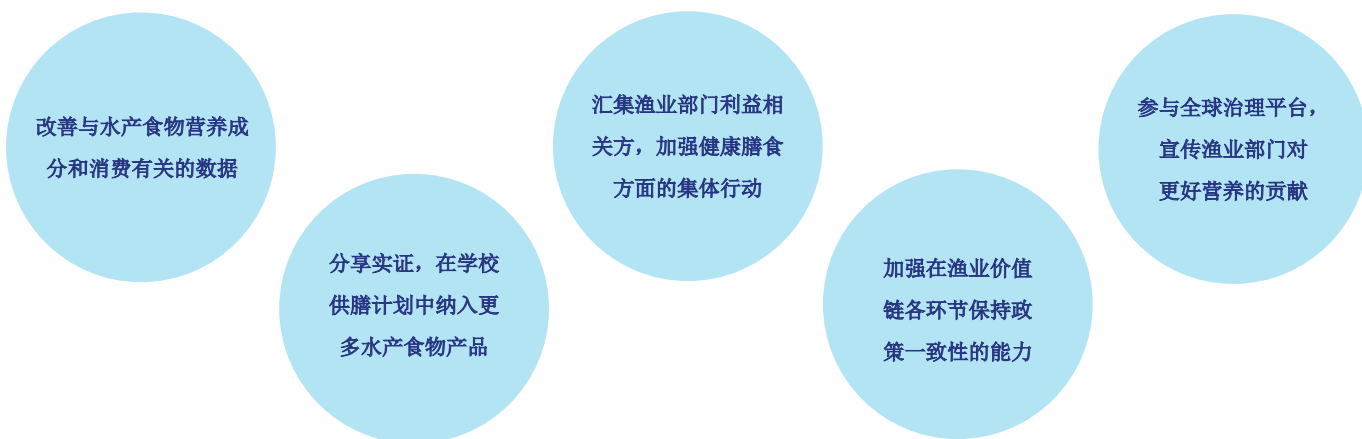 改善与水产食物营养成
分和消费有关的数据
分享实证，在学校
供膳计划中纳入更
多水产食物产品
汇集渔业部门利益相
关方，加强健康膳食
方面的集体行动
加强在渔业价值
链各环节保持政
策一致性的能力
参与全球治理平台，
宣传渔业部门对
更好营养的贡献